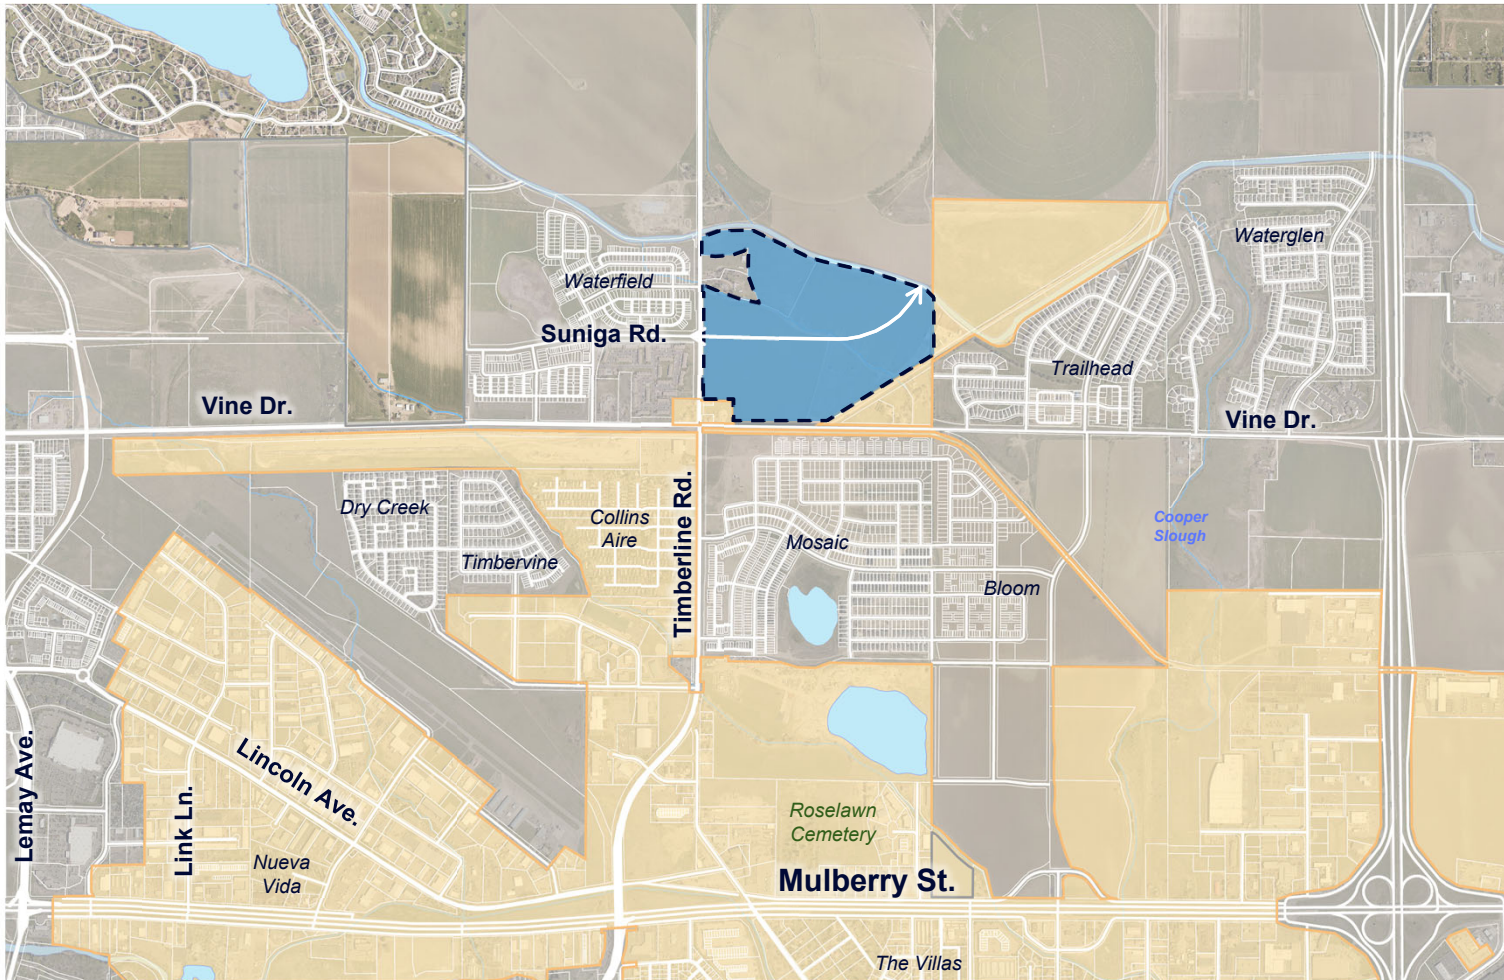 Waterglen
Waterfield
Suniga Rd.
Trailhead
Vine Dr.
Vine Dr.
Dry Creek
Collins
Aire
Timbervine
Timberline Rd.
Mosaic
Cooper
Slough
Bloom
Lemay Ave.
Link Ln.
Lincoln Ave.
Roselawn
Cemetery
Nueva
Vida
Mulberry St.
The Villas